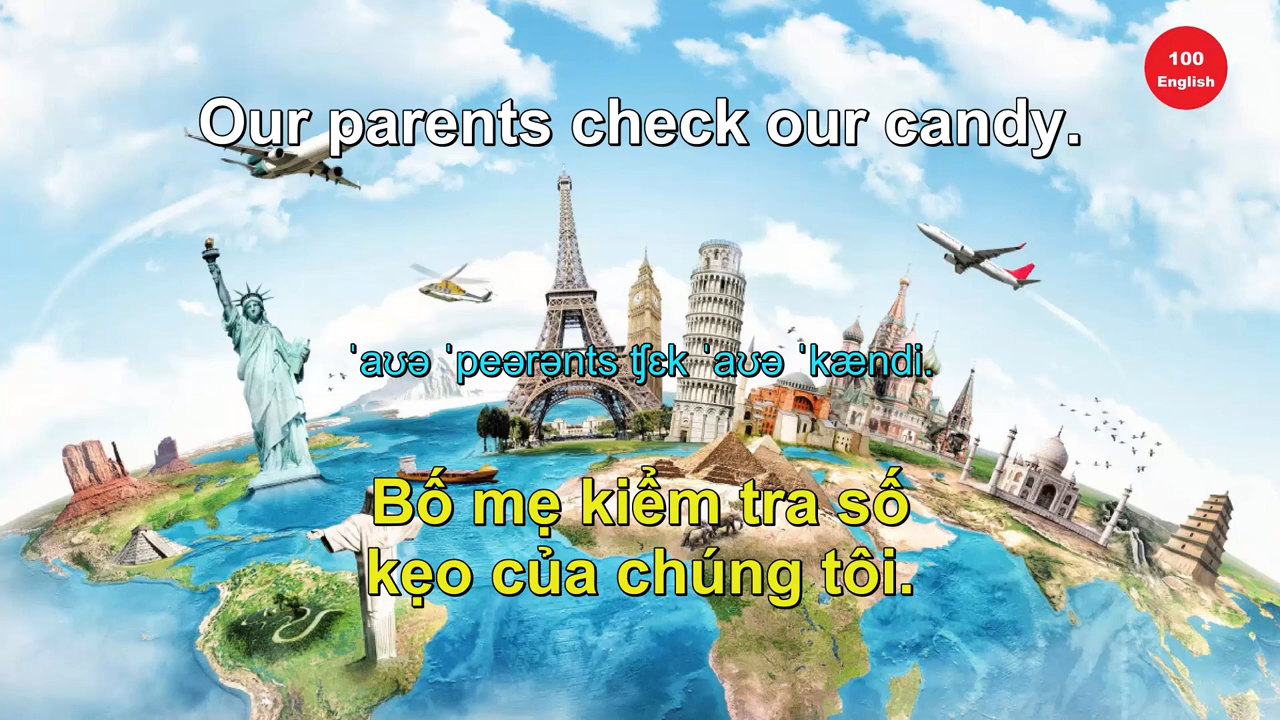 100
English
Our parents check our candy.
ˈaʊə ˈpeərənts ʧɛk ˈaʊə ˈkændi.
Bố mẹ kiểm tra số
kẹo của chúng tôi.